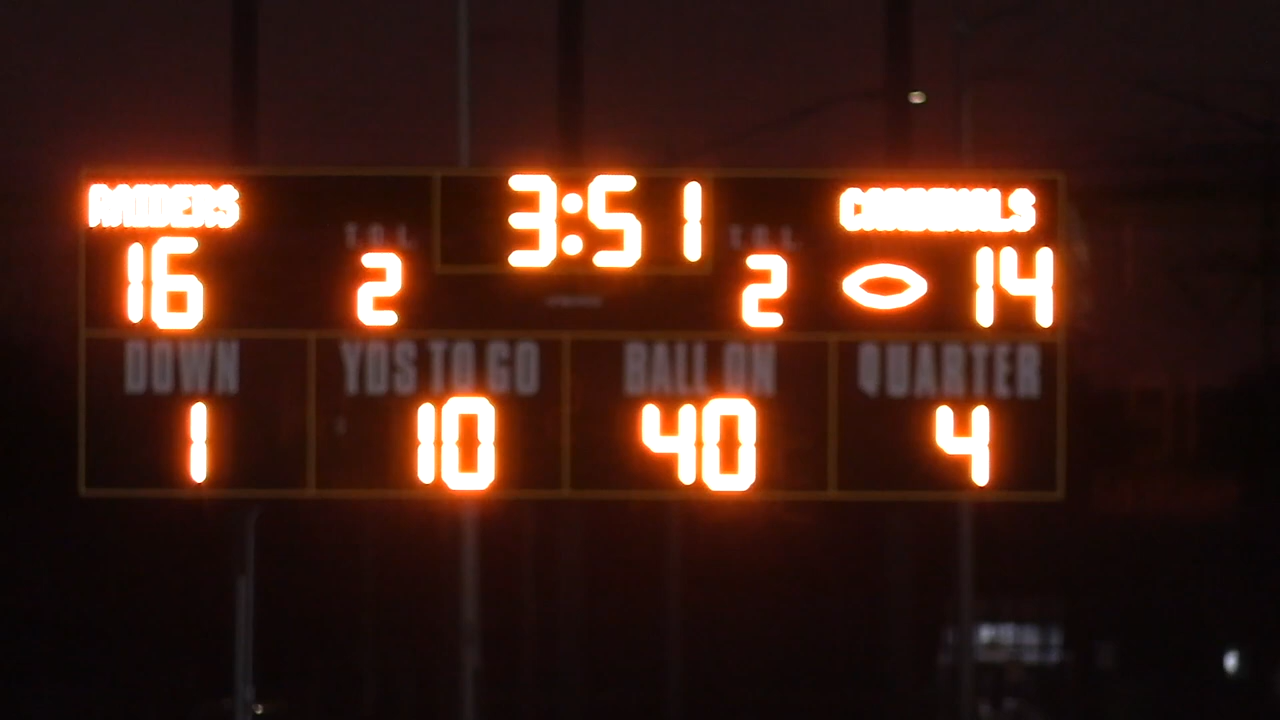 RAIDERS 3:51 CARDINALS
T.O.L. T.O.L.
16 2 2 14
DOWN YDS TO GO BALL ON QUARTER
1 10 40 4